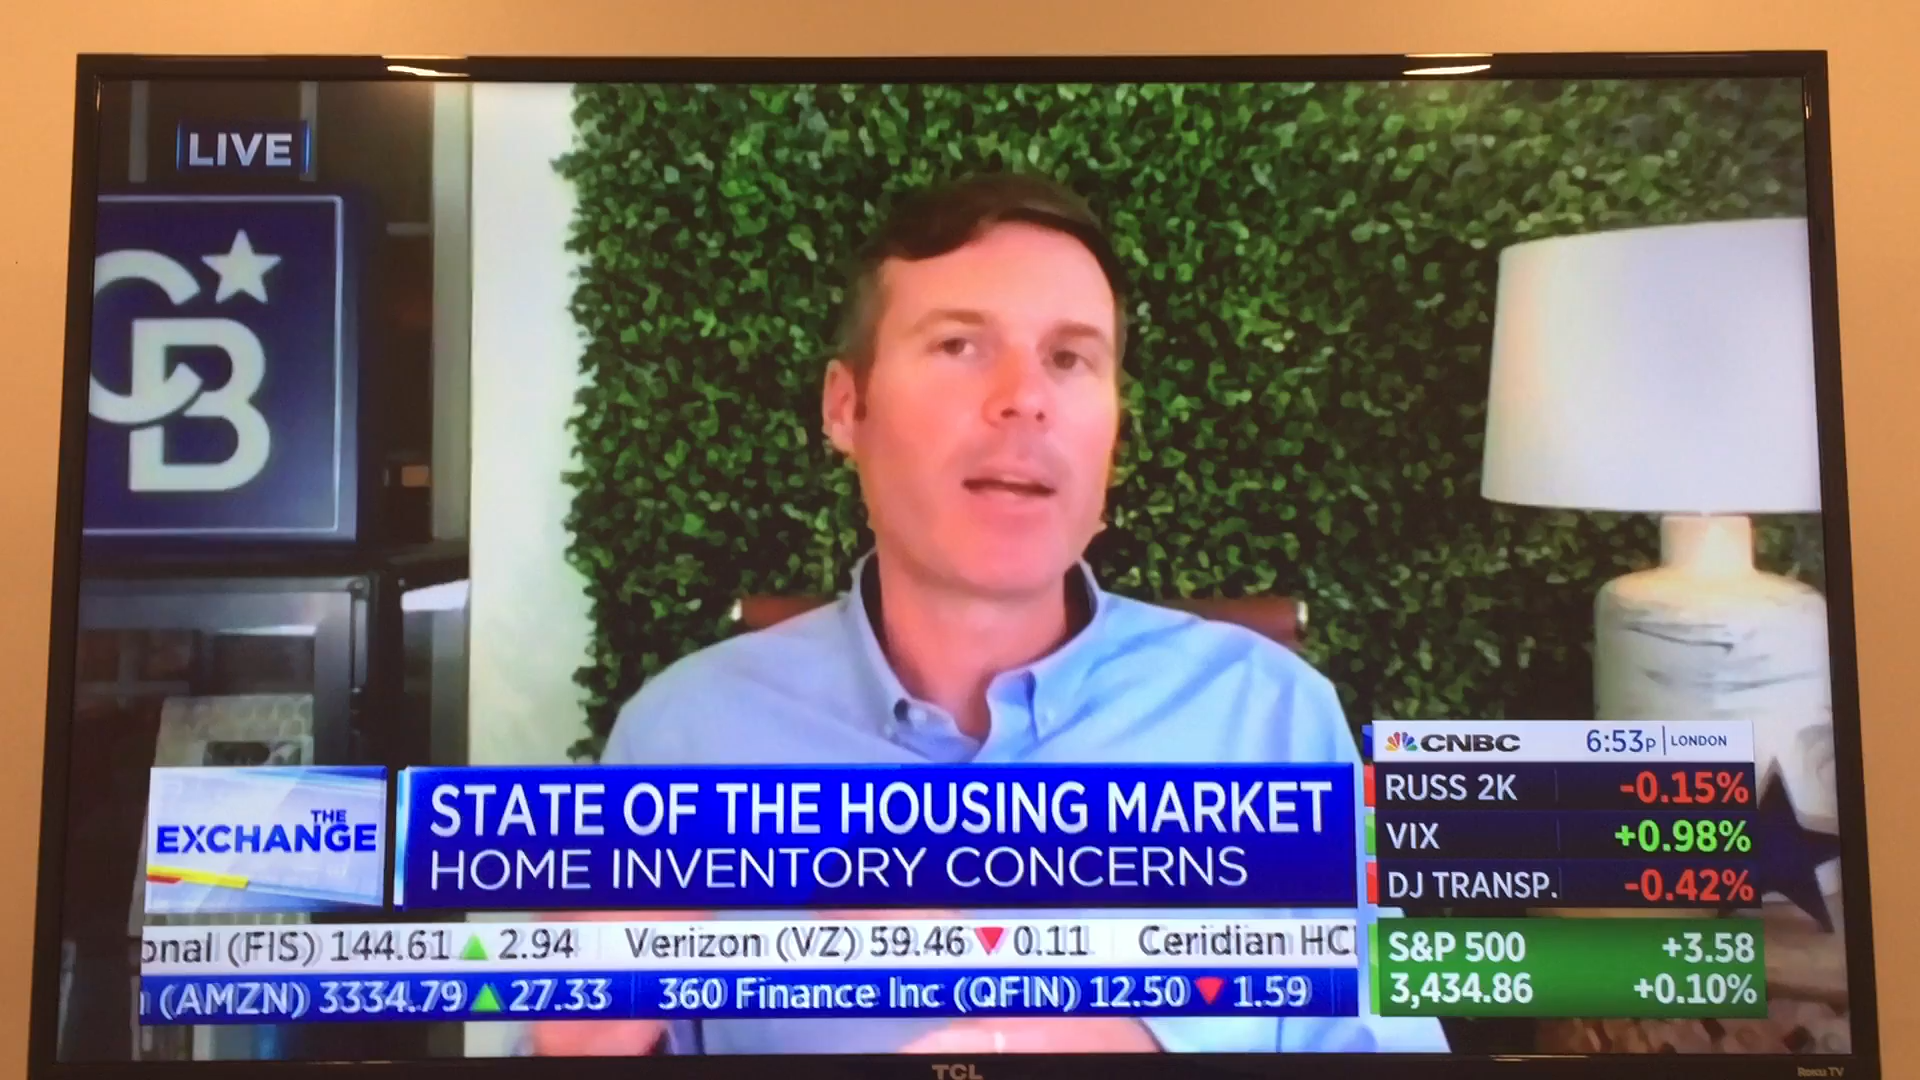 LIVE
CB
THE
EXCHANGE
STATE OF THE HOUSING MARKET
HOME INVENTORY CONCERNS
CNBC 6:53P LONDON
RUSS 2K -0.15%
VIX +0.98%
DJ TRANSP. -0.42%
S&P 500 +3.58
3,434.86 +0.10%
onal (FIS) 144.61 ▲ 2.94 Verizon (VZ) 59.46 ▼ 0.11 Ceridian HC
(AMZN) 3334.79 ▲ 27.33 360 Finance Inc (QFIN) 12.50 ▼ 1.59
TCL
Roku TV